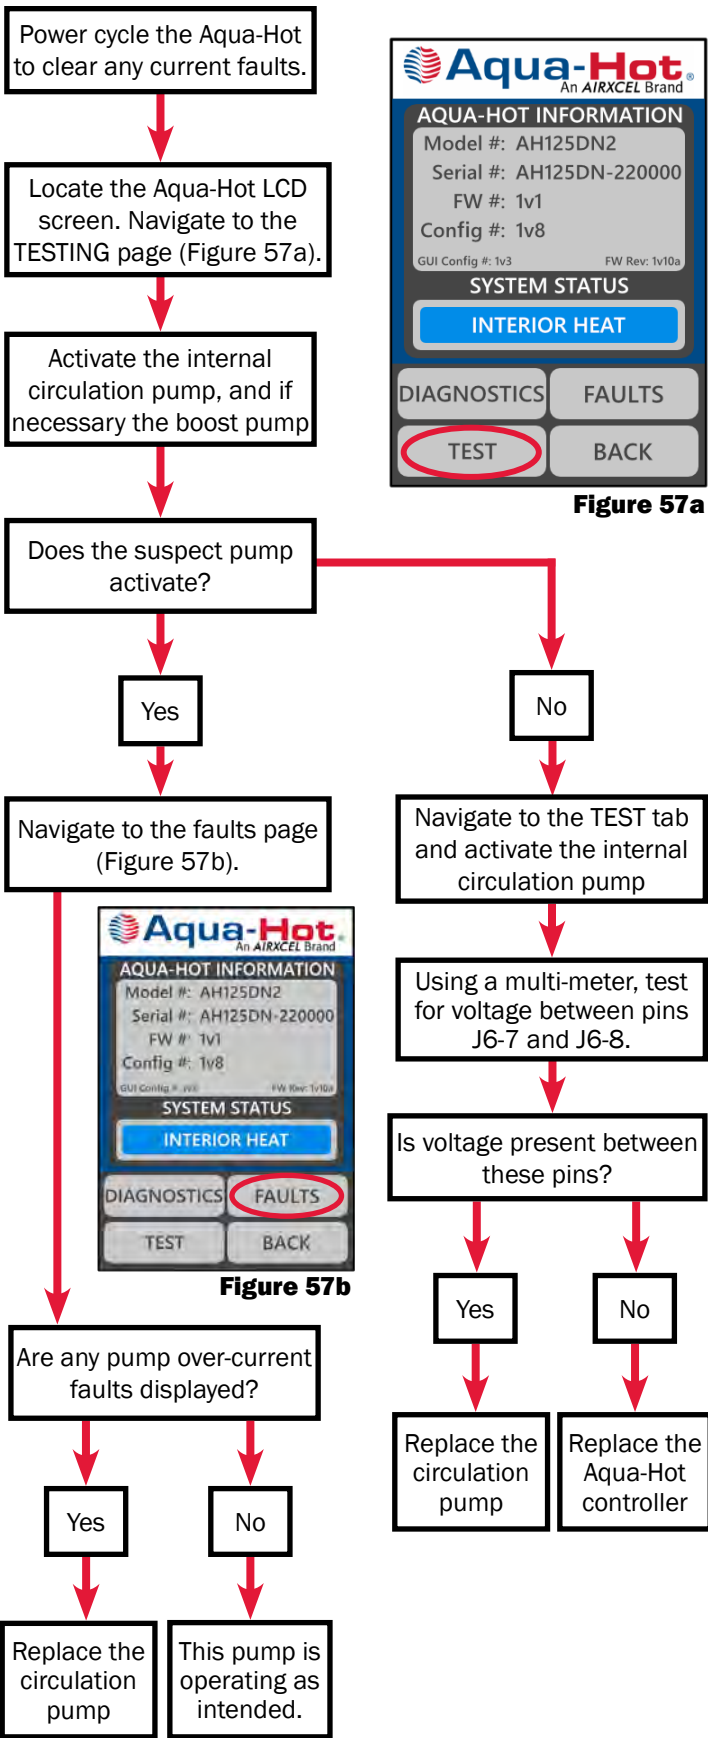 Power cycle the Aqua-Hot
to clear any current faults.
Aqua-Hot®
An AIRXCEL Brand
AQUA-HOT INFORMATION
Model #: AH125DN2
Serial #: AH125DN-220000
FW #: 1v1
Config #: 1v8
GUI Config #: 1v3 FW Rev: 1v10a
SYSTEM STATUS
INTERIOR HEAT
DIAGNOSTICS FAULTS
TEST BACK
Figure 57a
Locate the Aqua-Hot LCD
screen. Navigate to the
TESTING page (Figure 57a).
Activate the internal
circulation pump, and if
necessary the boost pump
Does the suspect pump
activate?
Yes
Navigate to the faults page
(Figure 57b).
Aqua-Hot®
An AIRXCEL Brand
AQUA-HOT INFORMATION
Model #: AH125DN2
Serial #: AH125DN-220000
FW #: 1v1
Config #: 1v8
GUI Config #: 1v3 FW Rev: 1v10a
SYSTEM STATUS
INTERIOR HEAT
DIAGNOSTICS FAULTS
TEST BACK
Figure 57b
Are any pump over-current
faults displayed?
Yes
No
Replace the
circulation
pump
This pump is
operating as
intended.
No
Navigate to the TEST tab
and activate the internal
circulation pump
Using a multi-meter, test
for voltage between pins
J6-7 and J6-8.
Is voltage present between
these pins?
Yes
No
Replace the
circulation
pump
Replace the
Aqua-Hot
controller